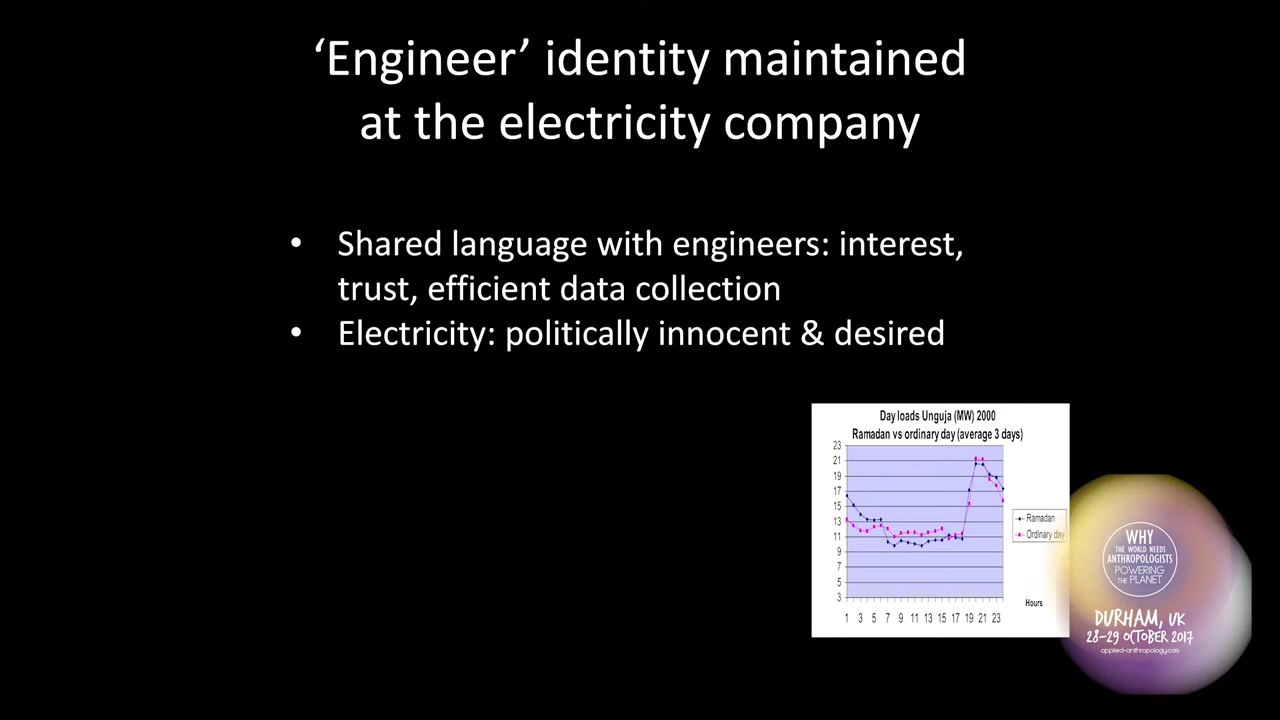 ‘Engineer’ identity maintained
at the electricity company
• Shared language with engineers: interest,
trust, efficient data collection
• Electricity: politically innocent & desired
Day loads Unguja (MW) 2000
Ramadan vs ordinary day (average 3 days)
23
21
19
17
15
13
11
9
7
5
3
1 3 5 7 9 11 13 15 17 19 21 23
Hours
Ramadan
Ordinary day
WHY
THE WORLD NEEDS
ANTHROPOLOGISTS
POWERING
THE PLANET
DURHAM, UK
28-29 OCTOBER 2017
applied-anthropology.com